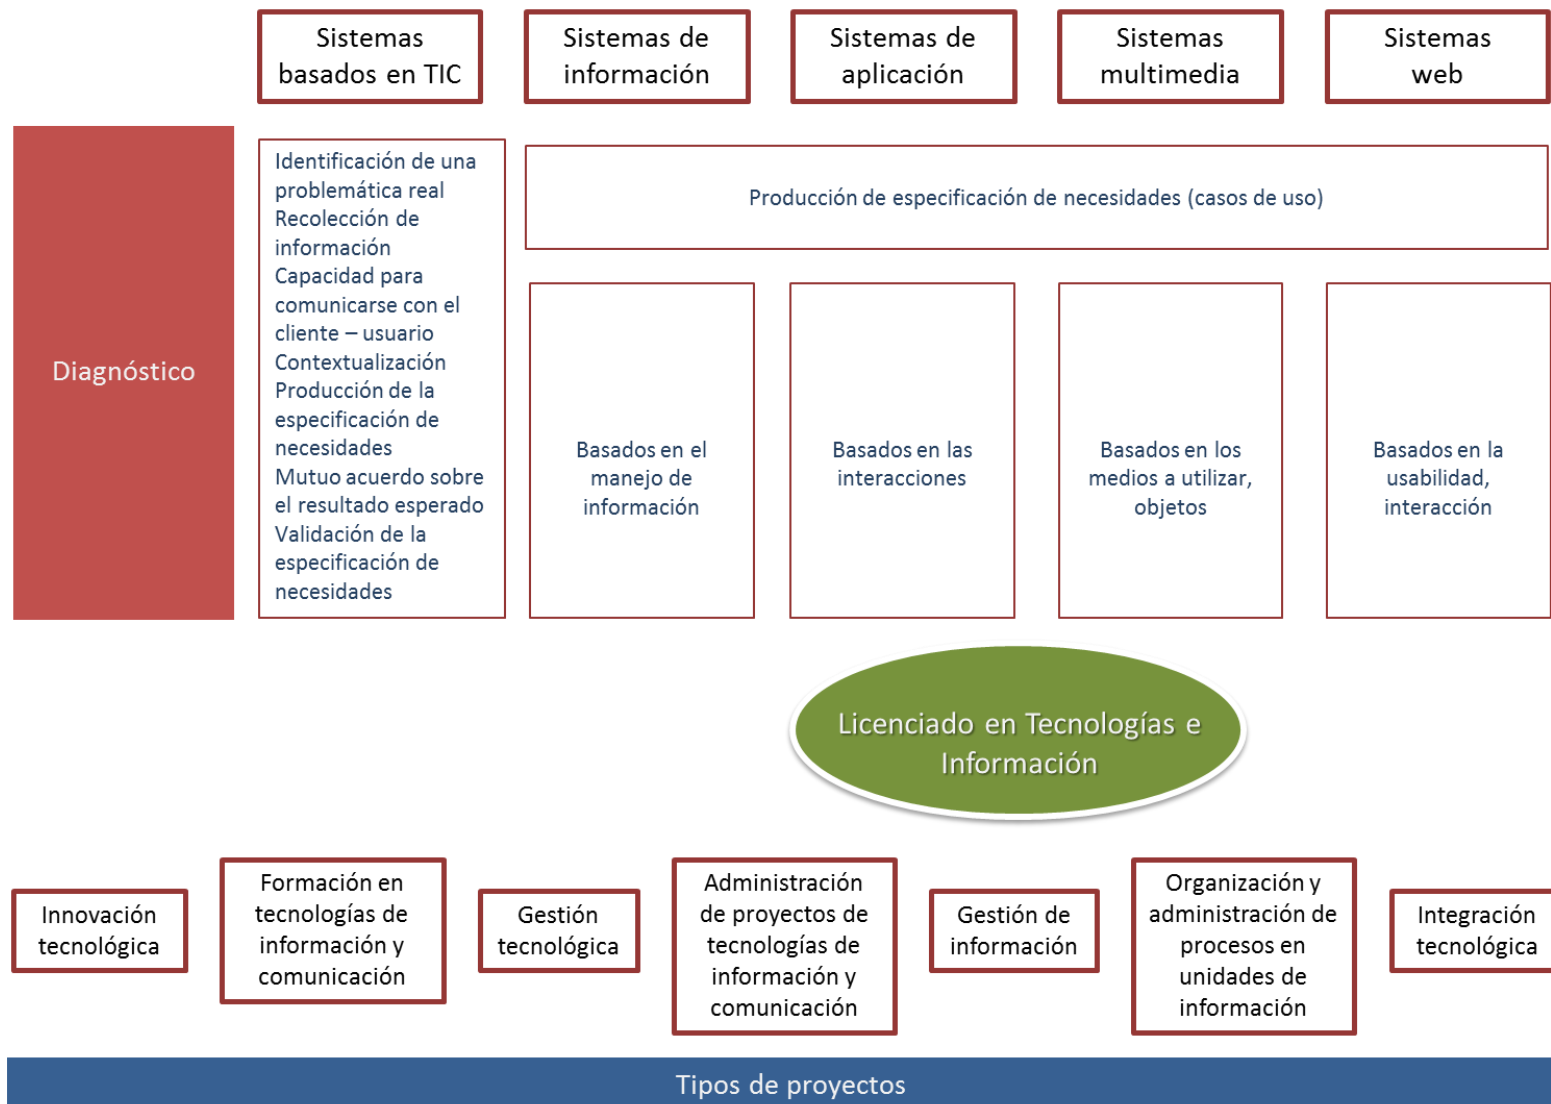 Sistemas
basados en TIC
Sistemas de
información
Sistemas de
aplicación
Sistemas
multimedia
Sistemas
web
Diagnóstico
Identificación de una
problemática real
Recolección de
información
Capacidad para
comunicarse con el
cliente – usuario
Contextualización
Producción de la
especificación de
necesidades
Mutuo acuerdo sobre
el resultado esperado
Validación de la
especificación de
necesidades
Producción de especificación de necesidades (casos de uso)
Basados en el
manejo de
información
Basados en las
interacciones
Basados en los
medios a utilizar,
objetos
Basados en la
usabilidad,
interacción
Licenciado en Tecnologías e
Información
Innovación
tecnológica
Formación en
tecnologías de
información y
comunicación
Gestión
tecnológica
Administración
de proyectos de
tecnologías de
información y
comunicación
Gestión de
información
Organización y
administración de
procesos en
unidades de
información
Integración
tecnológica
Tipos de proyectos